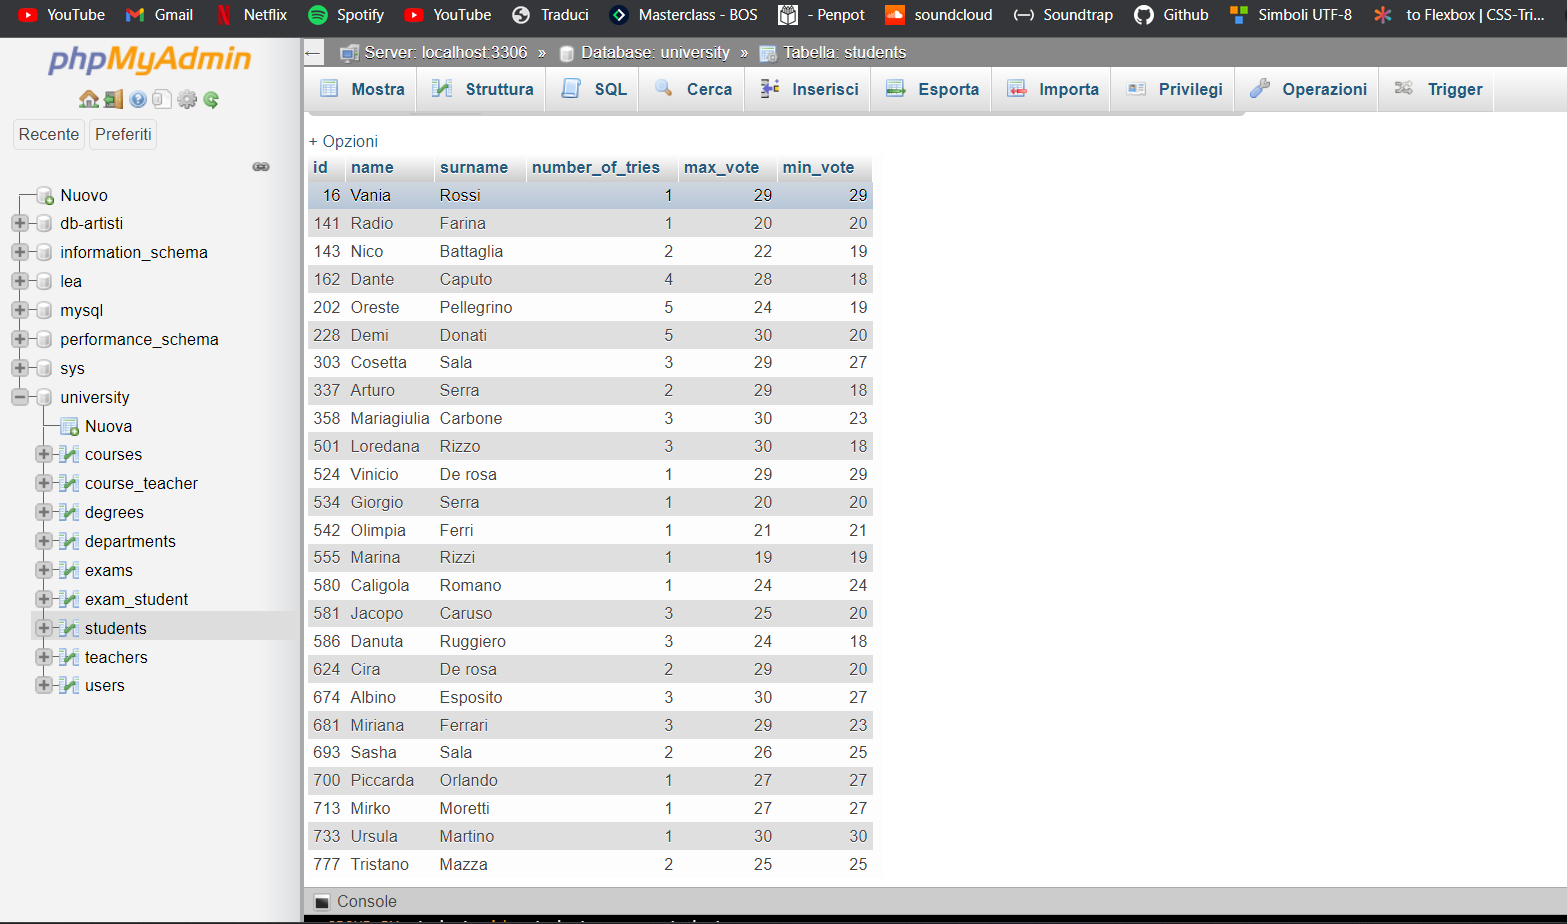 YouTube Gmail Netflix Spotify YouTube Traduci Masterclass - BOS - Penpot soundcloud Soundtrap Github Simboli UTF-8 to Flexbox | CSS-Tri...
phpMyAdmin
Recente Preferiti
Nuovo
db-artisti
information_schema
lea
mysql
performance_schema
sys
university
Nuova
courses
course_teacher
degrees
departments
exams
exam_student
students
teachers
users
← Server: localhost:3306 » Database: university » Tabella: students
Mostra Struttura SQL Cerca Inserisci Esporta Importa Privilegi Operazioni Trigger
+ Opzioni
id name surname number_of_tries max_vote min_vote
16 Vania Rossi 1 29 29
141 Radio Farina 1 20 20
143 Nico Battaglia 2 22 19
162 Dante Caputo 4 28 18
202 Oreste Pellegrino 5 24 19
228 Demi Donati 5 30 20
303 Cosetta Sala 3 29 27
337 Arturo Serra 2 29 18
358 Mariagiulia Carbone 3 30 23
501 Loredana Rizzo 3 30 18
524 Vinicio De rosa 1 29 29
534 Giorgio Serra 1 20 20
542 Olimpia Ferri 1 21 21
555 Marina Rizzi 1 19 19
580 Caligola Romano 1 24 24
581 Jacopo Caruso 3 25 20
586 Danuta Ruggiero 3 24 18
624 Cira De rosa 2 29 20
674 Albino Esposito 3 30 27
681 Miriana Ferrari 3 29 23
693 Sasha Sala 2 26 25
700 Piccarda Orlando 1 27 27
713 Mirko Moretti 1 27 27
733 Ursula Martino 1 30 30
777 Tristano Mazza 2 25 25
Console